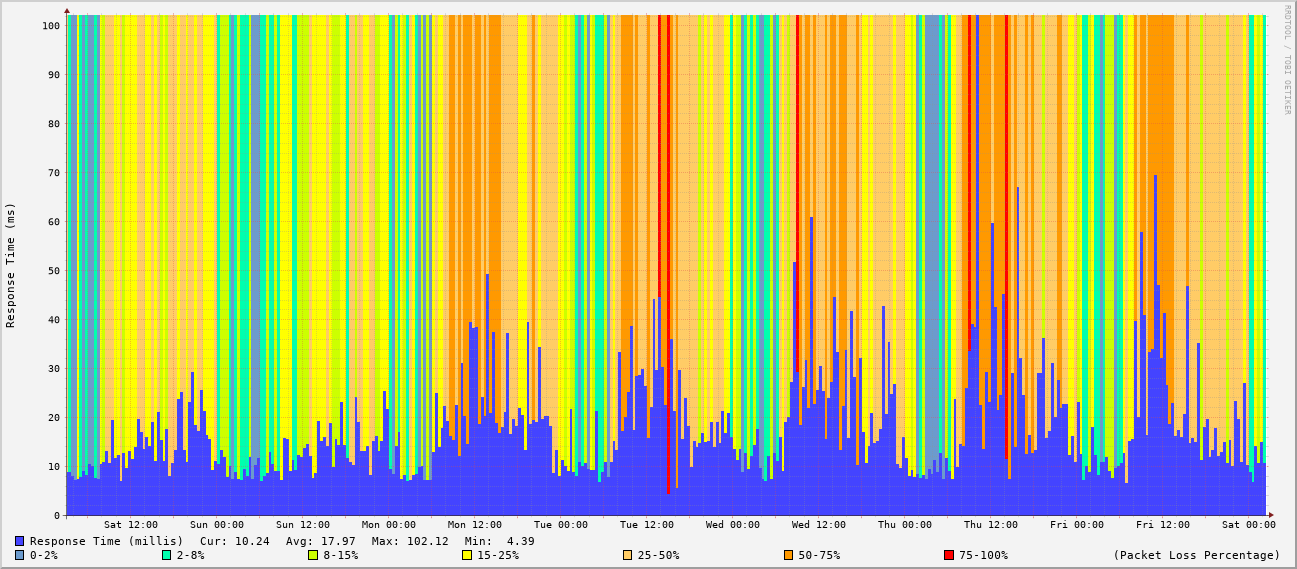 RRDTOOL / TOBI OETIKER
Response Time (ms)
100
90
80
70
60
50
40
30
20
10
0
Sat 12:00 Sun 00:00 Sun 12:00 Mon 00:00 Mon 12:00 Tue 00:00 Tue 12:00 Wed 00:00 Wed 12:00 Thu 00:00 Thu 12:00 Fri 00:00 Fri 12:00 Sat 00:00
Response Time (millis) Cur: 10.24 Avg: 17.97 Max: 102.12 Min: 4.39
0-2% 2-8% 8-15% 15-25% 25-50% 50-75% 75-100% (Packet Loss Percentage)